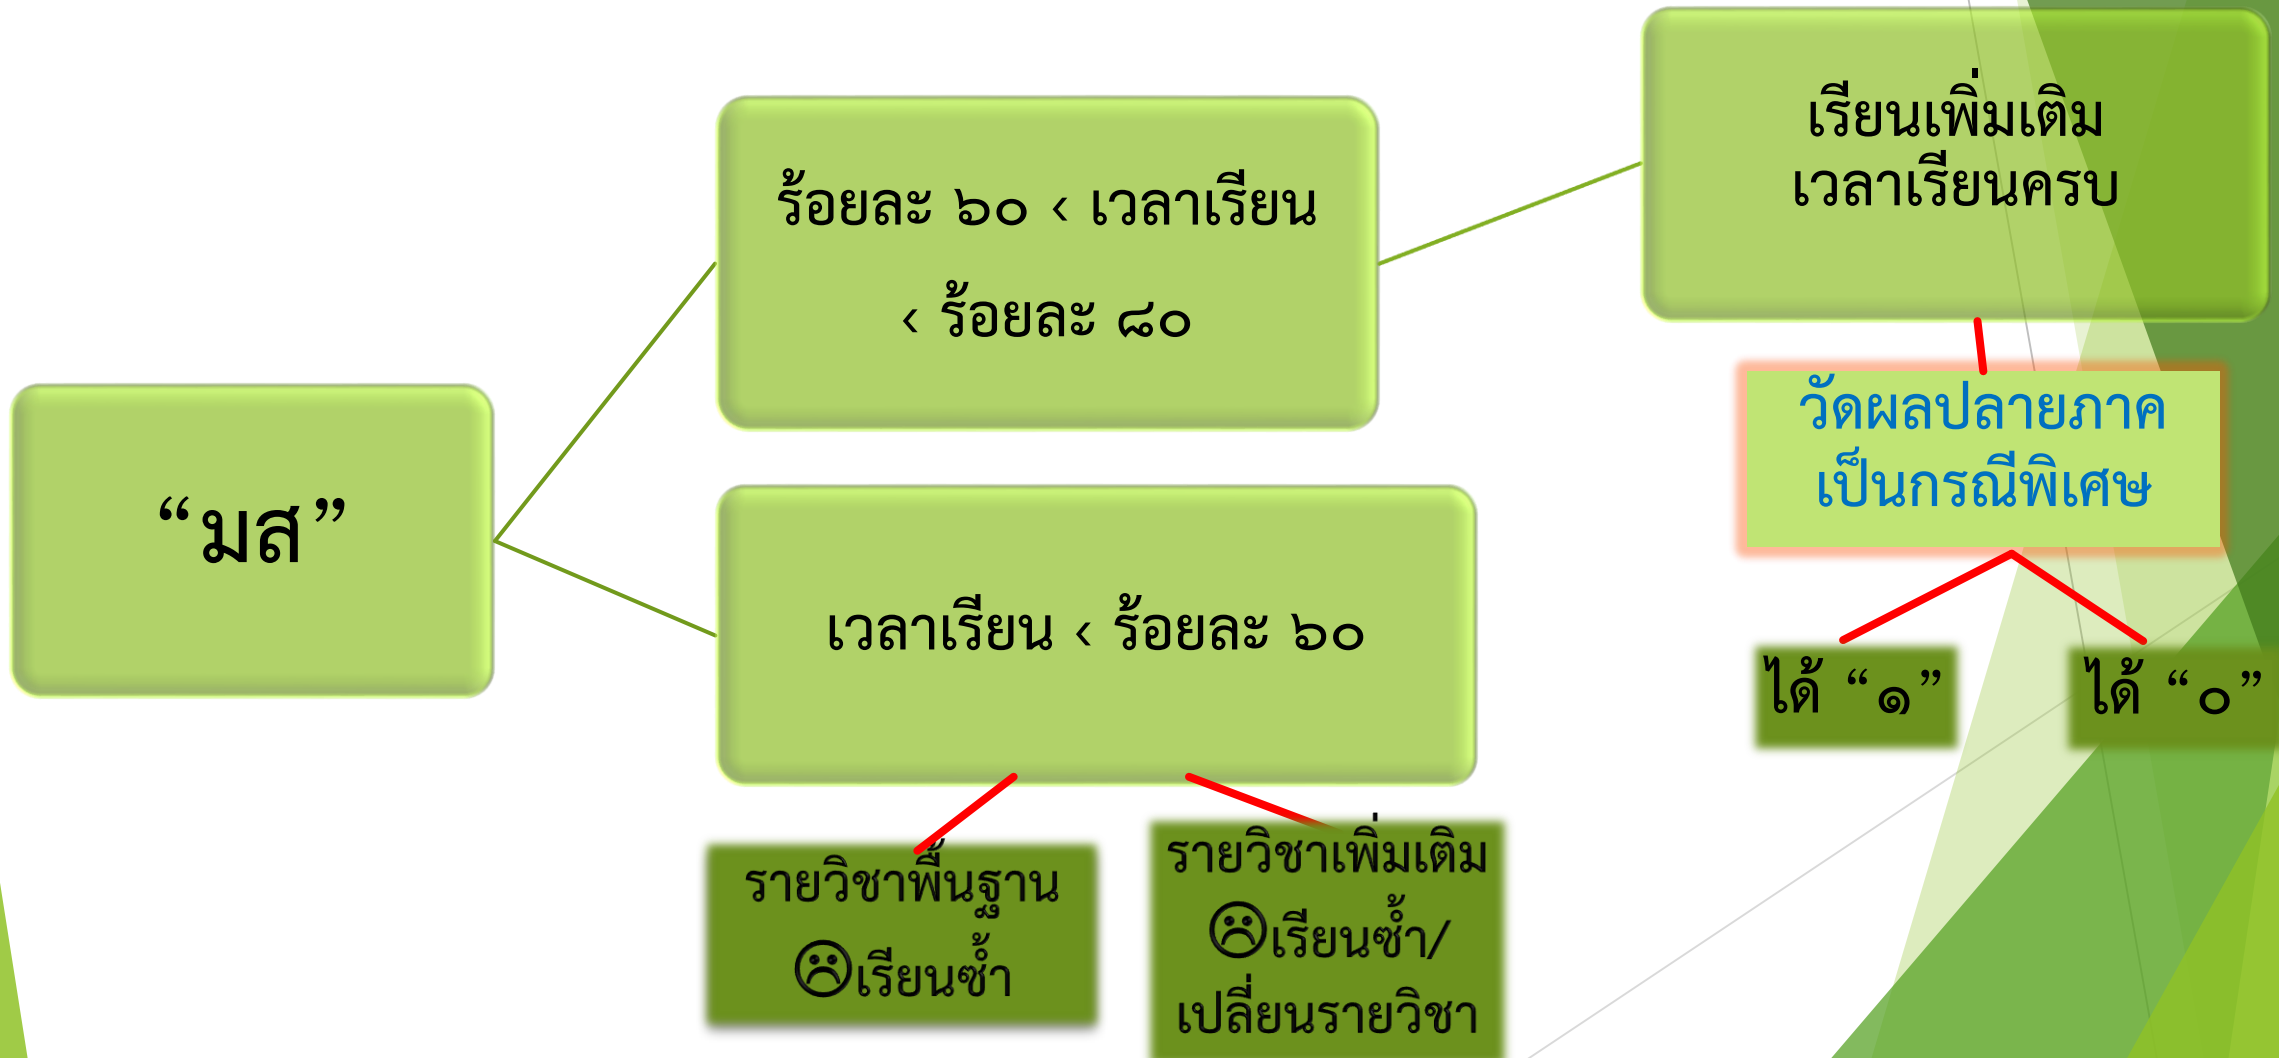 “มส”
ร้อยละ ๖๐ < เวลาเรียน
< ร้อยละ ๘๐
เรียนเพิ่มเติม
เวลาเรียนครบ
วัดผลปลายภาค
เป็นกรณีพิเศษ
ได้ “๑”
ได้ “๐”
เวลาเรียน < ร้อยละ ๖๐
รายวิชาพื้นฐาน
☹เรียนซ้ำ
รายวิชาเพิ่มเติม
☹เรียนซ้ำ/
เปลี่ยนรายวิชา